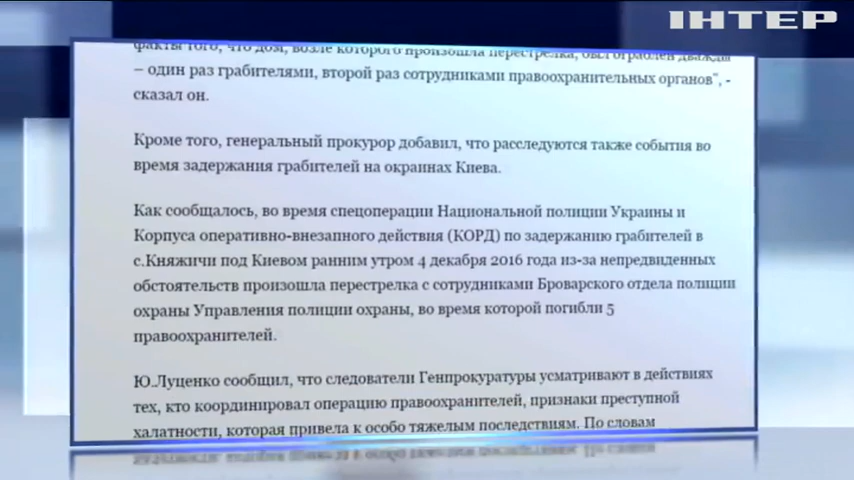 ІНТЕР
факты того, что дом, возле которого произошла перестрелка, был ограблен дважды
– один раз грабителями, второй раз сотрудниками правоохранительных органов", -
сказал он.
Кроме того, генеральный прокурор добавил, что расследуются также события во
время задержания грабителей на окраинах Киева.
Как сообщалось, во время спецоперации Национальной полиции Украины и
Корпуса оперативно-внезапного действия (КОРД) по задержанию грабителей в
с.Княжичи под Киевом ранним утром 4 декабря 2016 года из-за непредвиденных
обстоятельств произошла перестрелка с сотрудниками Броварского отдела полиции
охраны Управления полиции охраны, во время которой погибли 5
правоохранителей.
Ю.Луценко сообщил, что следователи Генпрокуратуры усматривают в действиях
тех, кто координировал операцию правоохранителей, признаки преступной
халатности, которая привела к особо тяжелым последствиям. По словам